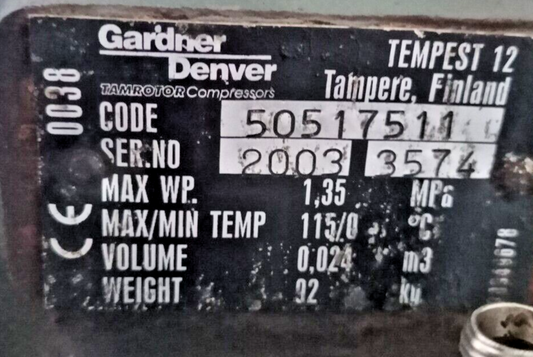 Gardner
Denver
TAMROTOR Compressors
TEMPEST 12
Tampere, Finland
CODE 50517511
SER.NO 2003 3574
MAX WP. 1,35 MPa
MAX/MIN TEMP 115/0 °C
VOLUME 0,024 m3
WEIGHT 92 kg
0038
CE